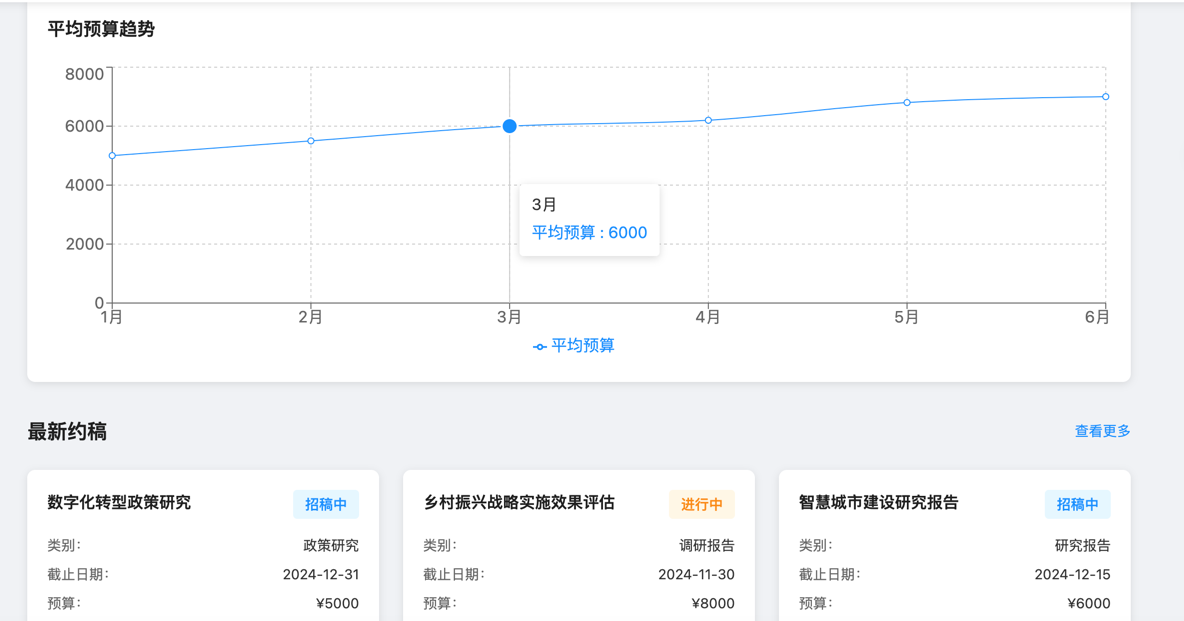 平均预算趋势
8000
6000
4000
2000
0
1月 2月 3月 4月 5月 6月
3月
平均预算 : 6000
平均预算
最新约稿 查看更多
数字化转型政策研究 招稿中
类别： 政策研究
截止日期： 2024-12-31
预算： ¥5000
乡村振兴战略实施效果评估 进行中
类别： 调研报告
截止日期： 2024-11-30
预算： ¥8000
智慧城市建设研究报告 招稿中
类别： 研究报告
截止日期： 2024-12-15
预算： ¥6000